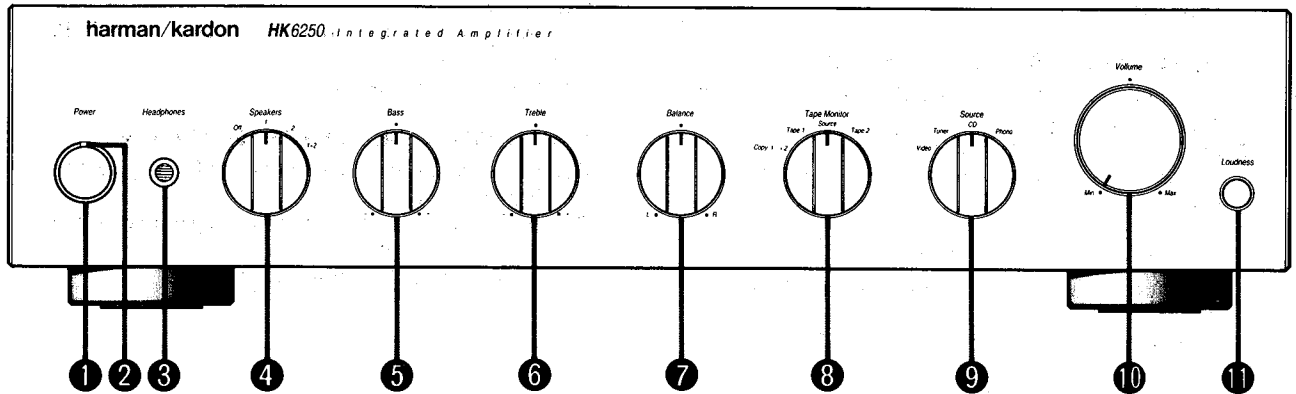 harman/kardon HK6250 Integrated Amplifier
Power
Headphones
Speakers
Off 1 2 1+2
Bass
Treble
Balance
L R
Tape Monitor
Copy 1 2 Tape 1 Source Tape 2
Source
Video Tuner CD Phono
Vollume
Min Max
Loudness
1 2 3 4 5 6 7 8 9 10 11